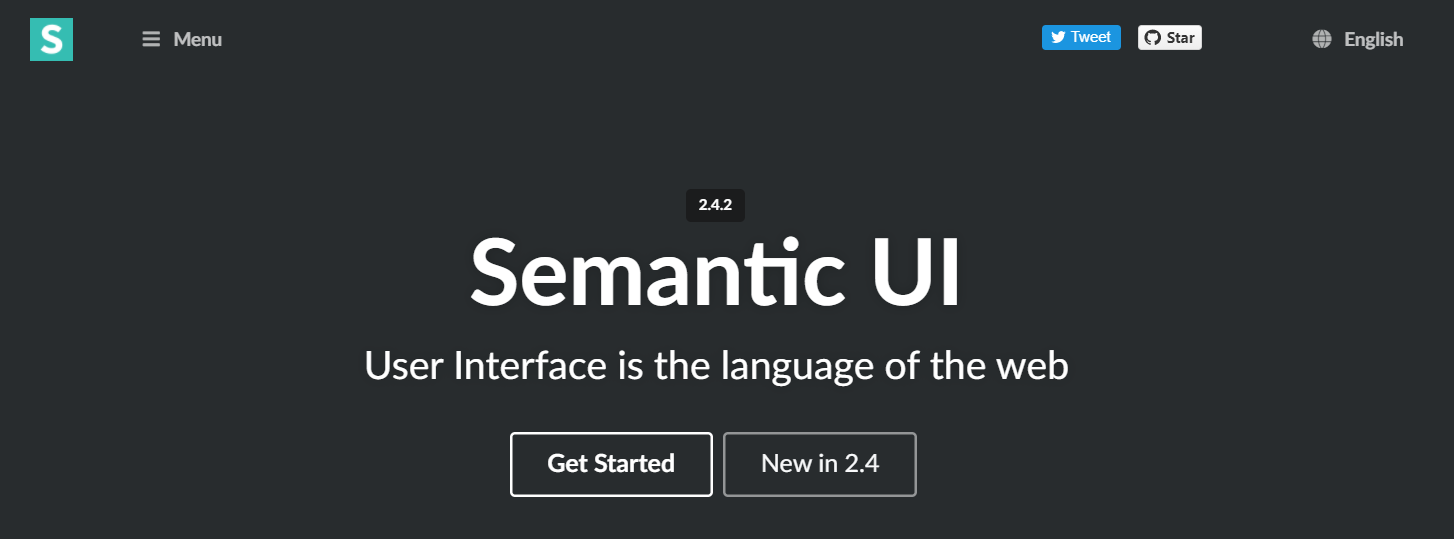 S
Menu
Tweet
Star
English
2.4.2
Semantic UI
User Interface is the language of the web
Get Started
New in 2.4